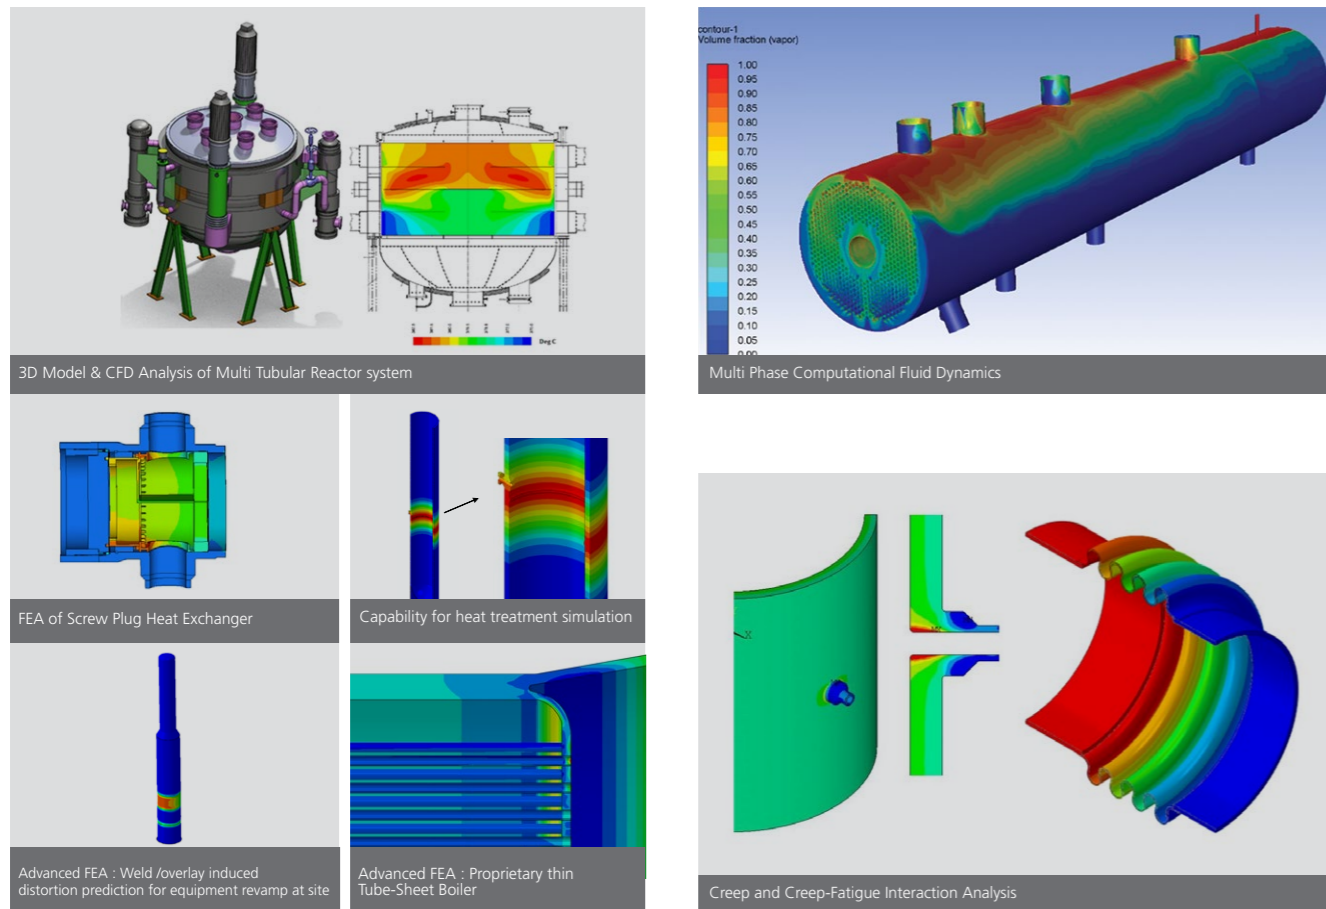 Deg C
3D Model & CFD Analysis of Multi Tubular Reactor system
contour-1
Volume fraction (vapor)
1.00
0.95
0.90
0.85
0.80
0.75
0.70
0.65
0.60
0.55
0.50
0.45
0.40
0.35
0.30
0.25
0.20
0.15
0.10
0.05
0.00
Multi Phase Computational Fluid Dynamics
FEA of Screw Plug Heat Exchanger
Capability for heat treatment simulation
X
Advanced FEA : Weld /overlay induced
distortion prediction for equipment revamp at site
Advanced FEA : Proprietary thin
Tube-Sheet Boiler
Creep and Creep-Fatigue Interaction Analysis